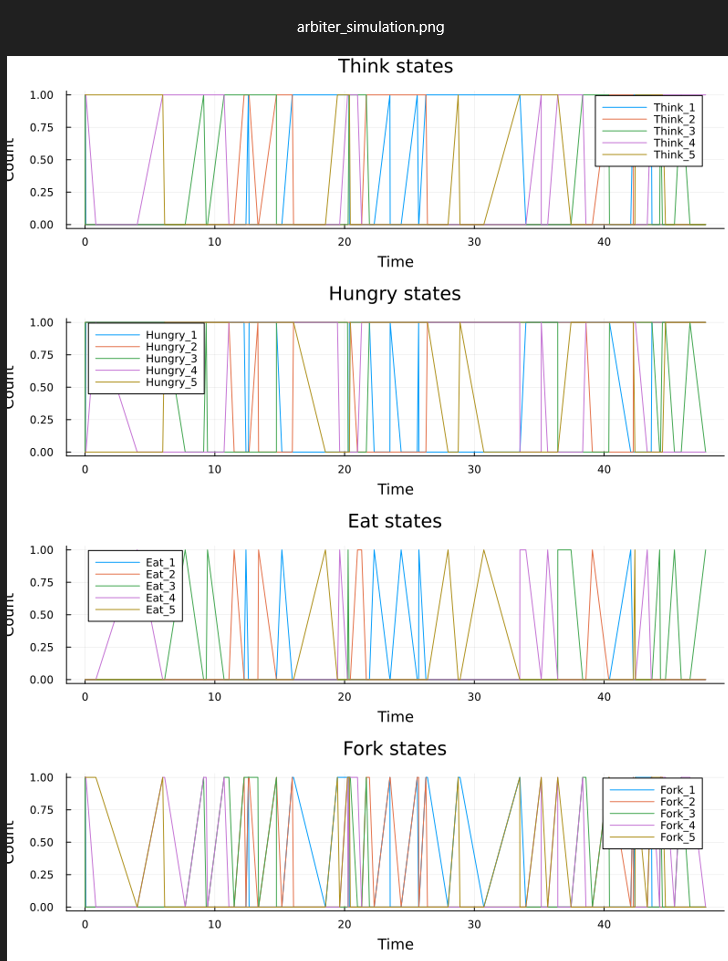 arbiter_simulation.png
Think states
1.00
0.75
0.50
0.25
0.00
Count
Think_1
Think_2
Think_3
Think_4
Think_5
0 10 20 30 40
Time
Hungry states
1.00
0.75
0.50
0.25
0.00
Count
Hungry_1
Hungry_2
Hungry_3
Hungry_4
Hungry_5
0 10 20 30 40
Time
Eat states
1.00
0.75
0.50
0.25
0.00
Count
Eat_1
Eat_2
Eat_3
Eat_4
Eat_5
0 10 20 30 40
Time
Fork states
1.00
0.75
0.50
0.25
0.00
Count
Fork_1
Fork_2
Fork_3
Fork_4
Fork_5
0 10 20 30 40
Time